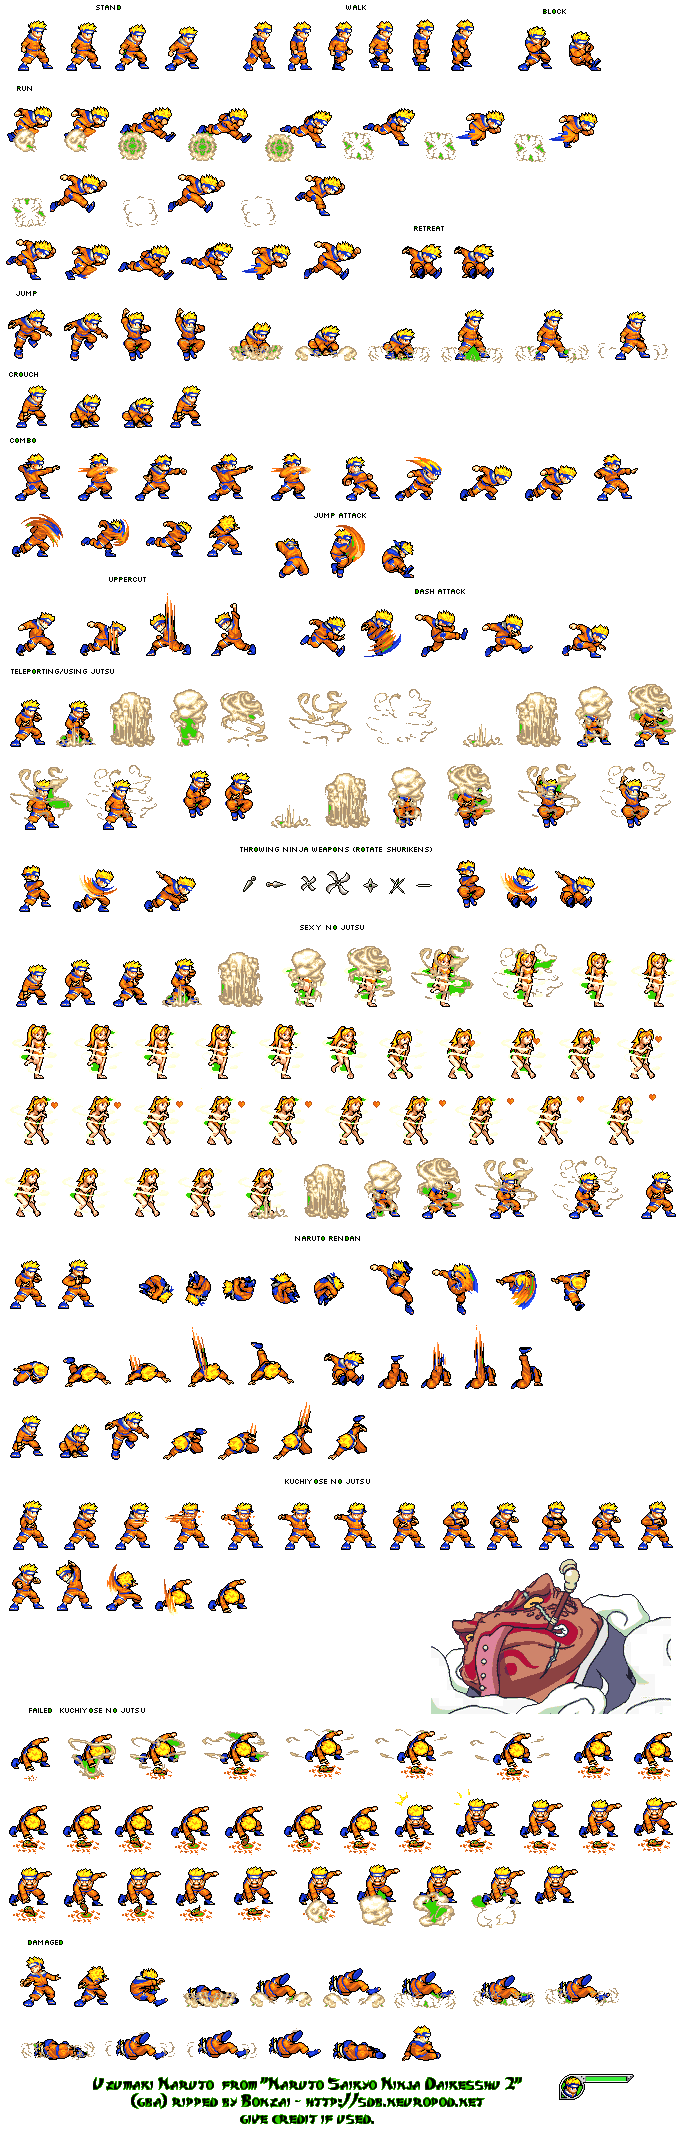 STAND
WALK
BLOCK
RUN
RETREAT
JUMP
CROUCH
COMBO
JUMP ATTACK
UPPERCUT
DASH ATTACK
TELEPORTING/USING JUTSU
THROWING NINJA WEAPONS (ROTATE SHURIKENS)
SEXY NO JUTSU
NARUTO RENDAN
KUCHIYOSE NO JUTSU
FAILED KUCHIYOSE NO JUTSU
DAMAGED
Uzumaki Naruto from "Naruto Saikyo Ninja Daikesshu 2"
(GBA) ripped by Bonzai - http://sdb.neuropod.net
give credit if used.